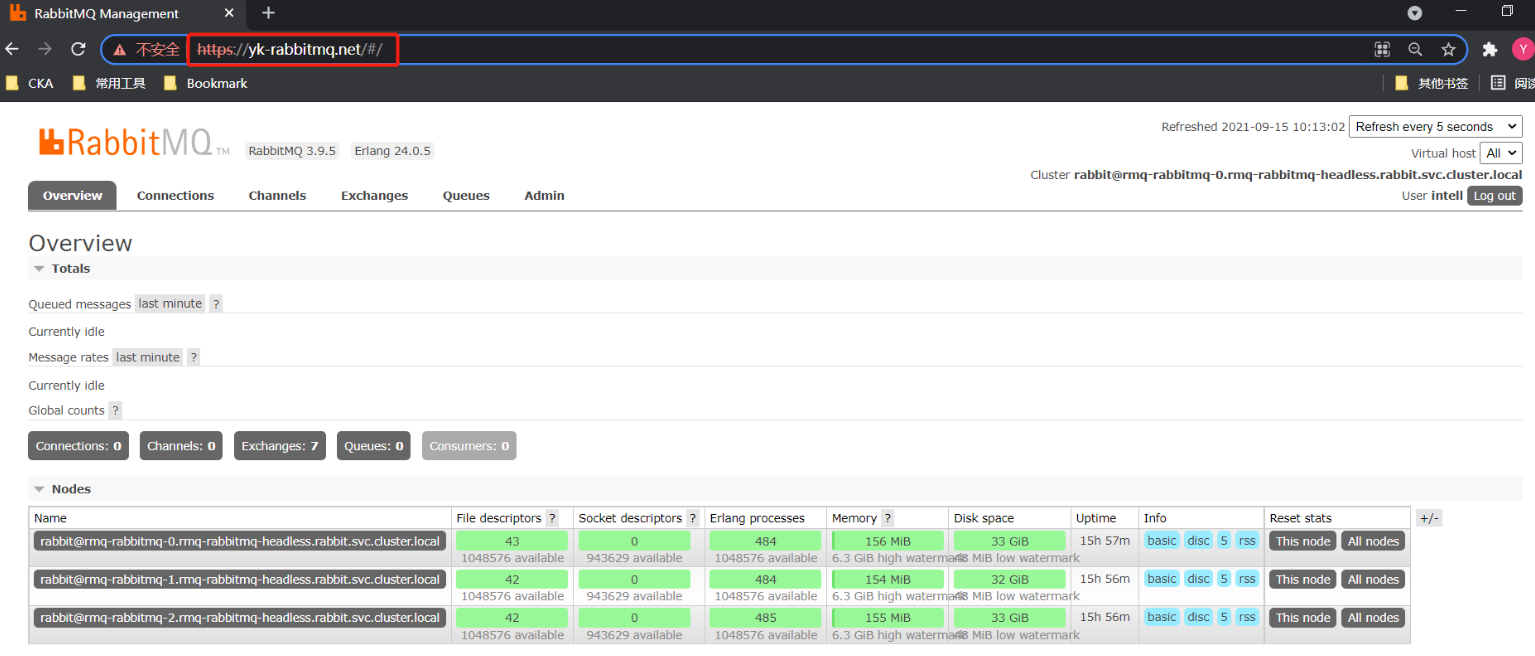 RabbitMQ Management
不安全 https://yk-rabbitmq.net/#/
Y
CKA 常用工具 Bookmark 其他书签 阅读
RabbitMQ TM RabbitMQ 3.9.5 Erlang 24.0.5
Refreshed 2021-09-15 10:13:02 Refresh every 5 seconds
Virtual host All
Cluster rabbit@rmq-rabbitmq-0.rmq-rabbitmq-headless.rabbit.svc.cluster.local
User intell Log out
Overview Connections Channels Exchanges Queues Admin
Overview
Totals
Queued messages last minute ?
Currently idle
Message rates last minute ?
Currently idle
Global counts ?
Connections: 0 Channels: 0 Exchanges: 7 Queues: 0 Consumers: 0
Nodes
Name File descriptors ? Socket descriptors ? Erlang processes Memory ? Disk space Uptime Info Reset stats +/-
rabbit@rmq-rabbitmq-0.rmq-rabbitmq-headless.rabbit.svc.cluster.local 43 0 484 156 MiB 33 GiB 15h 57m basic disc 5 rss This node All nodes
1048576 available 943629 available 1048576 available 6.3 GiB high watermark 48 MiB low watermark
rabbit@rmq-rabbitmq-1.rmq-rabbitmq-headless.rabbit.svc.cluster.local 42 0 484 154 MiB 32 GiB 15h 56m basic disc 5 rss This node All nodes
1048576 available 943629 available 1048576 available 6.3 GiB high watermark 48 MiB low watermark
rabbit@rmq-rabbitmq-2.rmq-rabbitmq-headless.rabbit.svc.cluster.local 42 0 485 155 MiB 33 GiB 15h 56m basic disc 5 rss This node All nodes
1048576 available 943629 available 1048576 available 6.3 GiB high watermark 48 MiB low watermark